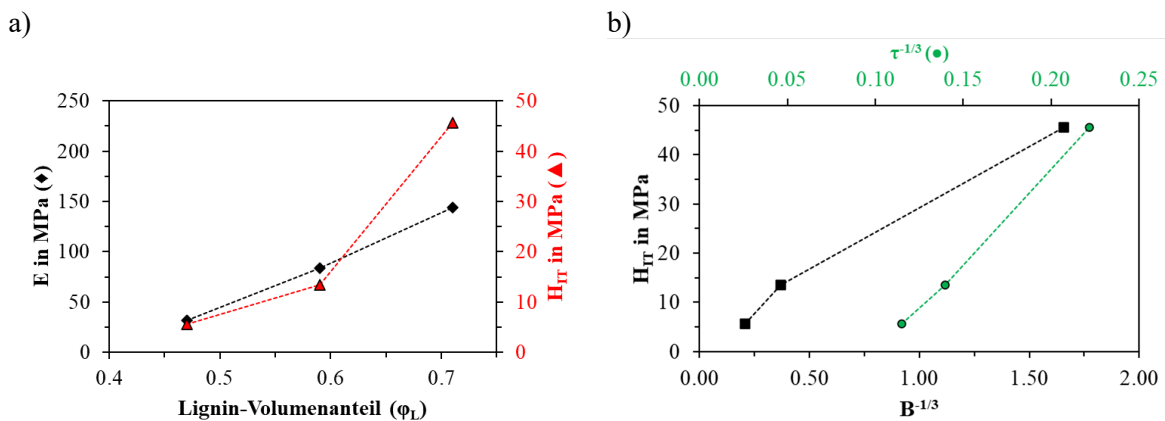 a)
250
200
150
100
50
0
E in MPa (◆)
50
40
30
20
10
0
H_IT in MPa (▲)
0.4 0.5 0.6 0.7
Lignin-Volumenanteil (φ_L)
b)
τ^-1/3 (●)
0.00 0.05 0.10 0.15 0.20 0.25
50
40
30
20
10
0
H_IT in MPa
0.00 0.50 1.00 1.50 2.00
B^-1/3